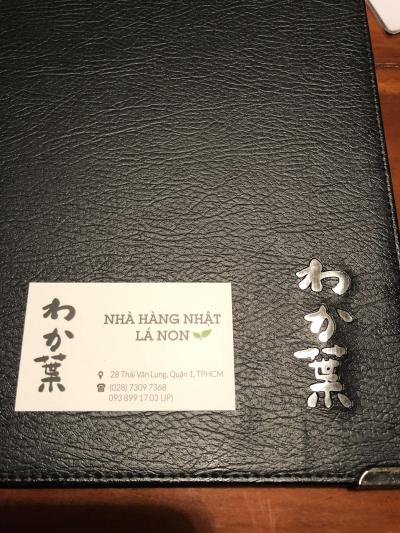 わか葉
NHÀ HÀNG NHẬT
LÁ NON
28 Thái Văn Lung, Quận 1, TPHCM
(028) 7309 7368
093 899 17 03 (JP)
わか葉